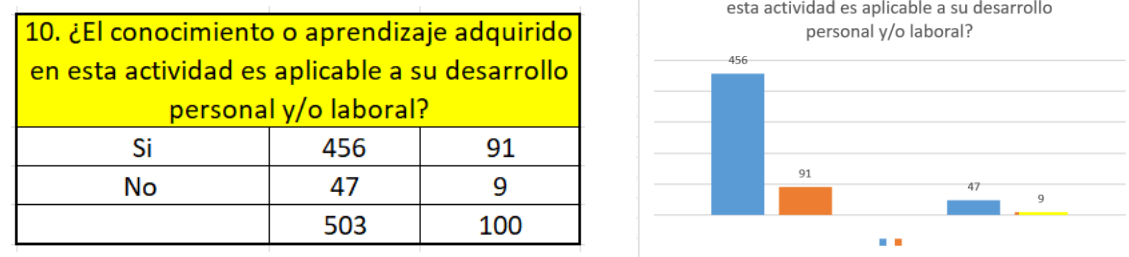 10. ¿El conocimiento o aprendizaje adquirido
en esta actividad es aplicable a su desarrollo
personal y/o laboral?
Si 456 91
No 47 9
503 100
esta actividad es aplicable a su desarrollo
personal y/o laboral?
456
91
47
9